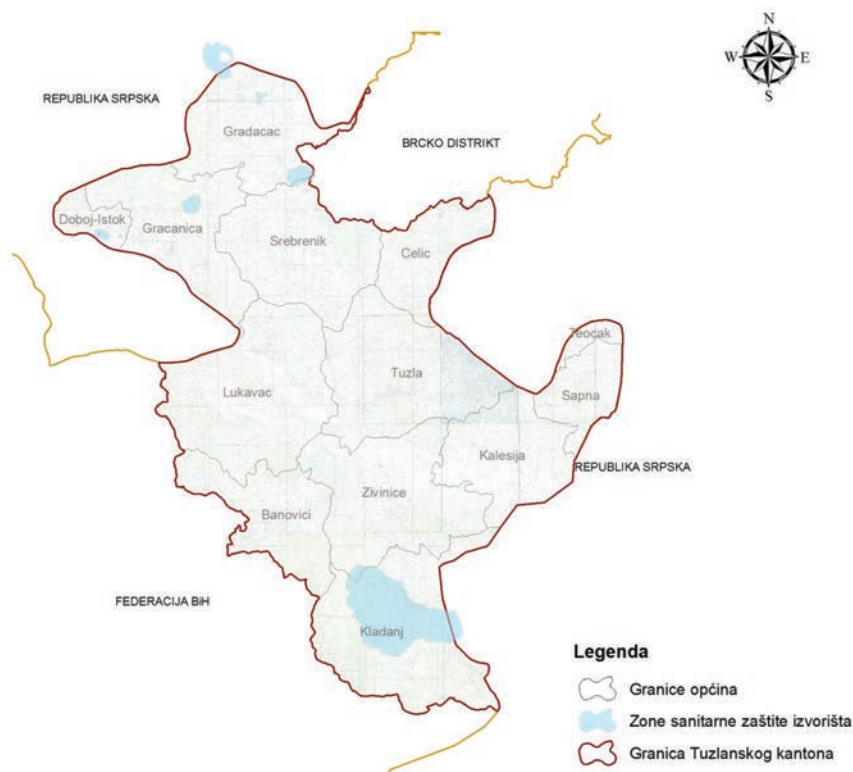 N
W E
S
REPUBLIKA SRPSKA
Gradacac
BRCKO DISTRIKT
Doboj-Istok
Gracanica
Srebrenik
Celic
Teocak
Tuzla
Lukavac
Sapna
Kalesija
REPUBLIKA SRPSKA
Zivinice
Banovici
FEDERACIJA BiH
Kladanj
Legenda
Granice općina
Zone sanitarne zaštite izvorišta
Granica Tuzlanskog kantona